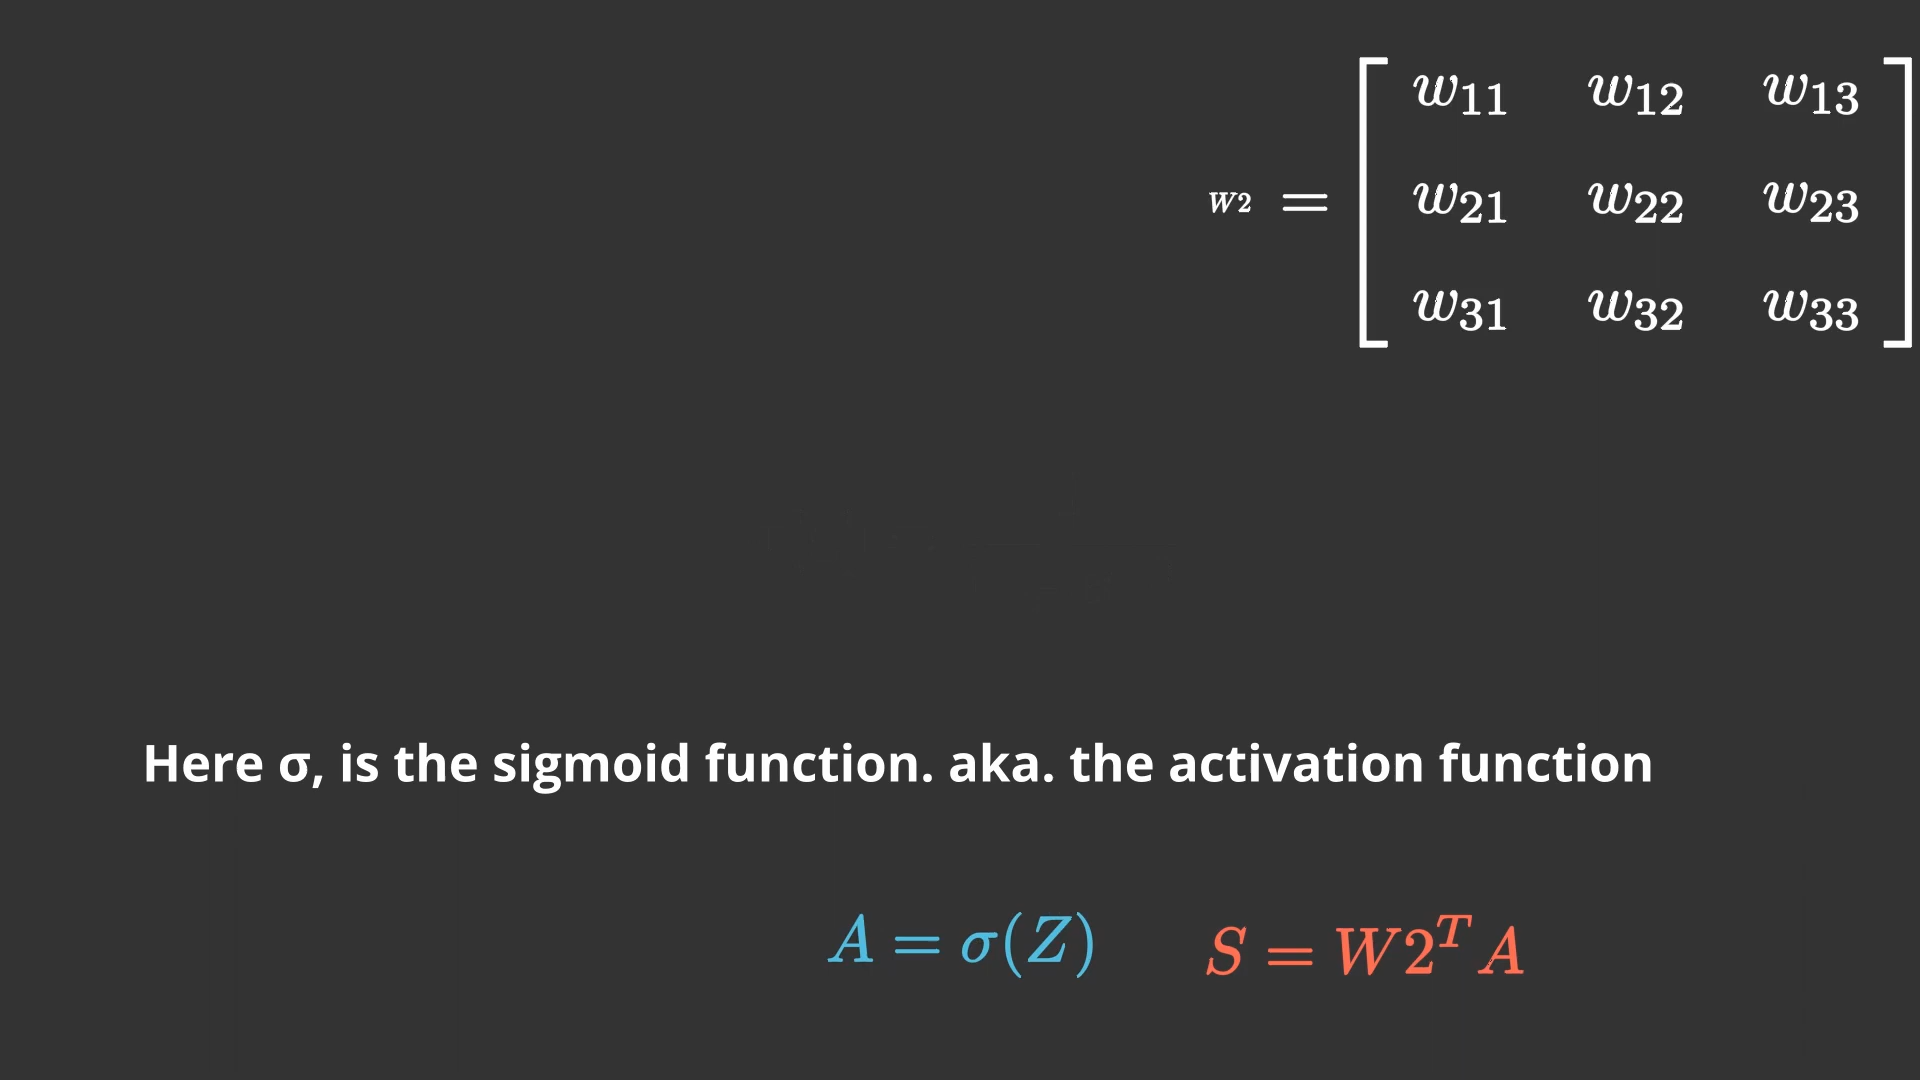 w11 w12 w13
W2 = w21 w22 w23
w31 w32 w33
Here σ, is the sigmoid function. aka. the activation function
A = σ(Z) S = W2^T A